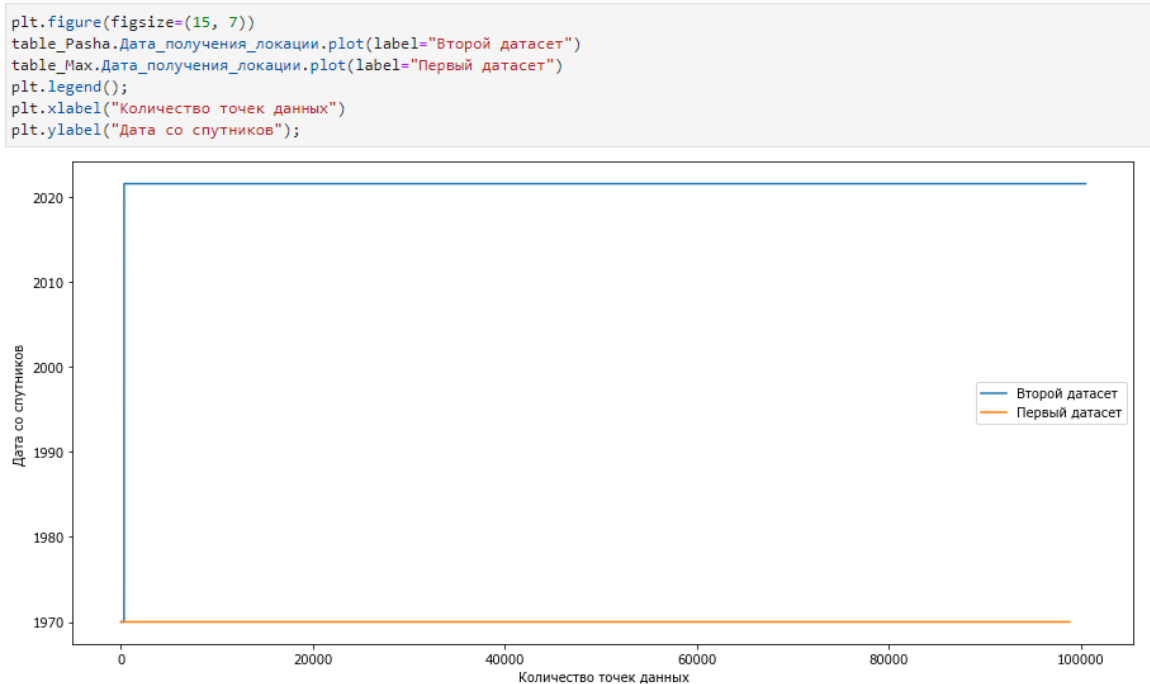 plt.figure(figsize=(15, 7))
table_Pasha.Дата_получения_локации.plot(label="Второй датасет")
table_Max.Дата_получения_локации.plot(label="Первый датасет")
plt.legend();
plt.xlabel("Количество точек данных")
plt.ylabel("Дата со спутников");
2020
2010
2000
1990
1980
1970
Дата со спутников
Второй датасет
Первый датасет
0 20000 40000 60000 80000 100000
Количество точек данных